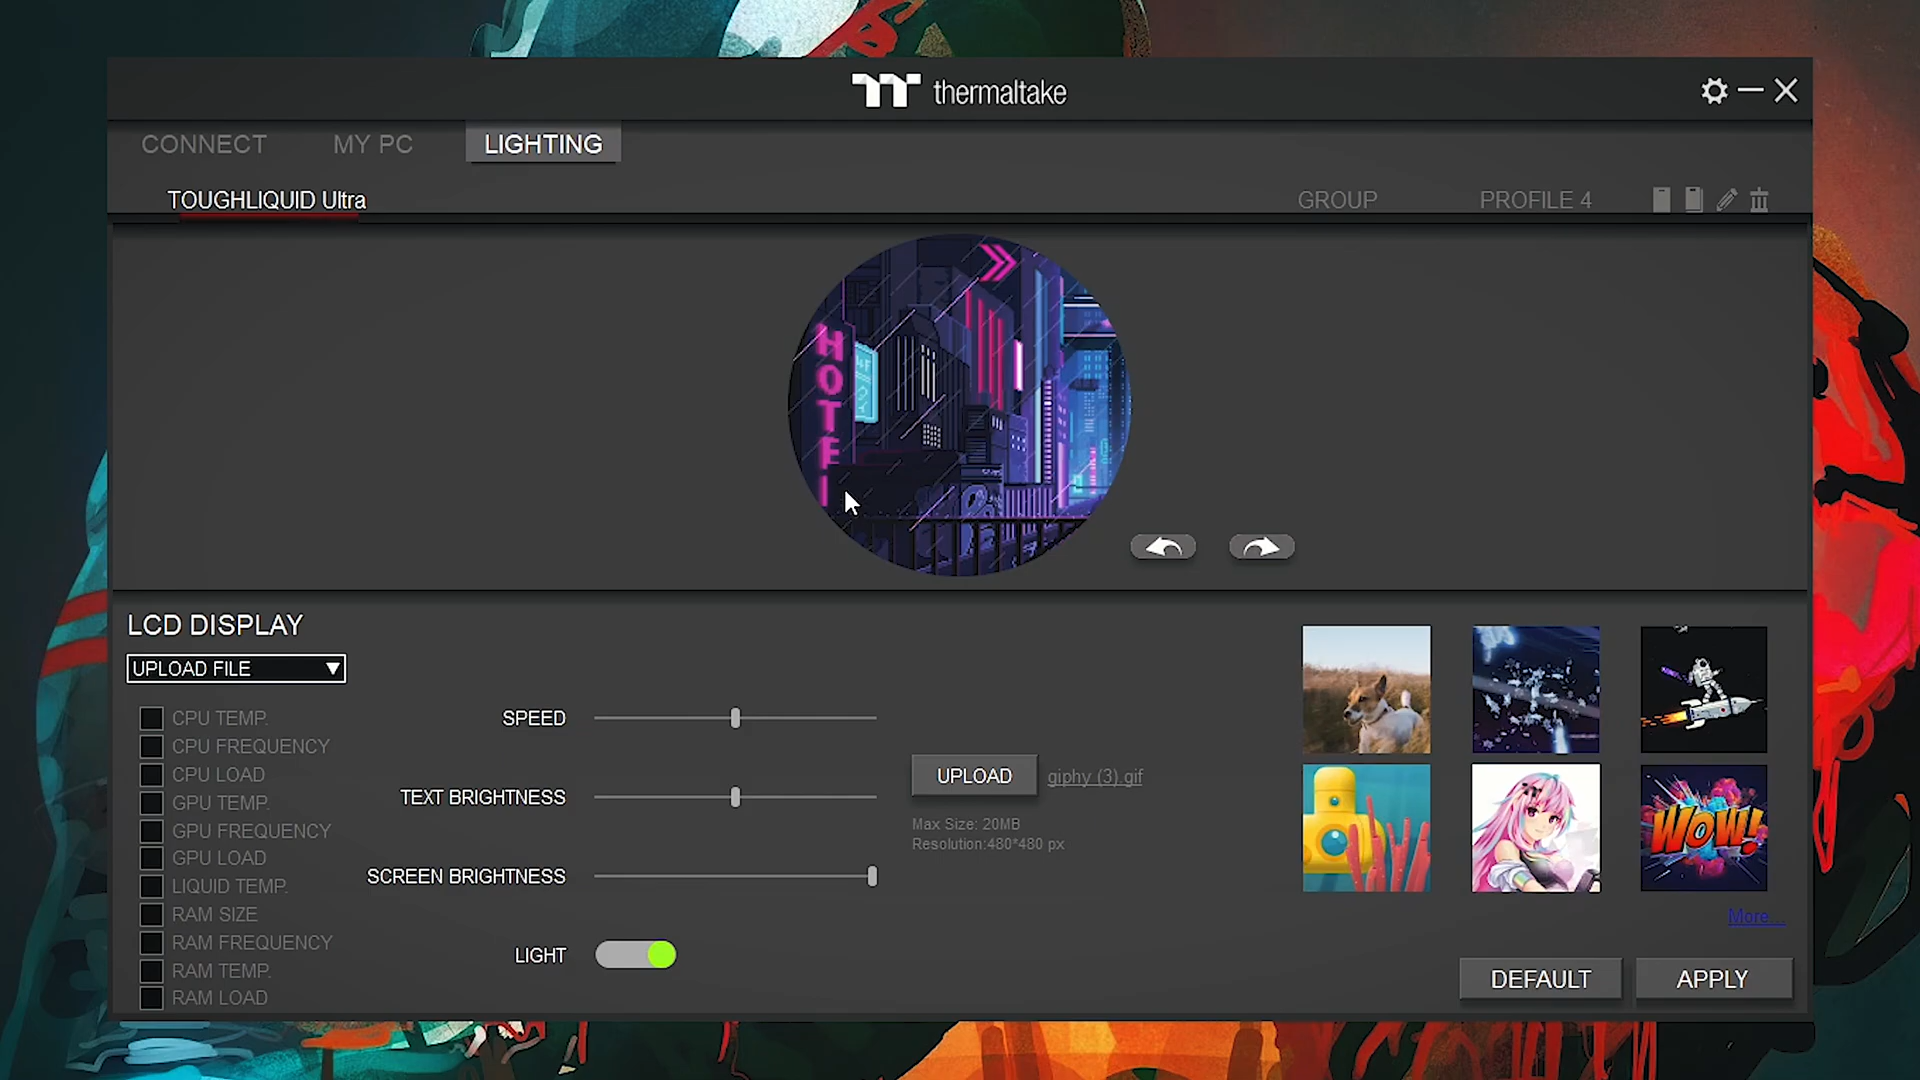 thermaltake
CONNECT MY PC LIGHTING
TOUGHLIQUID Ultra GROUP PROFILE 4
HOTEL
LCD DISPLAY
UPLOAD FILE
CPU TEMP.
CPU FREQUENCY
CPU LOAD
GPU TEMP.
GPU FREQUENCY
GPU LOAD
LIQUID TEMP.
RAM SIZE
RAM FREQUENCY
RAM TEMP.
RAM LOAD
SPEED
TEXT BRIGHTNESS
SCREEN BRIGHTNESS
LIGHT
UPLOAD giphy (3).gif
Max Size: 20MB
Resolution:480*480 px
WOW!
More...
DEFAULT APPLY